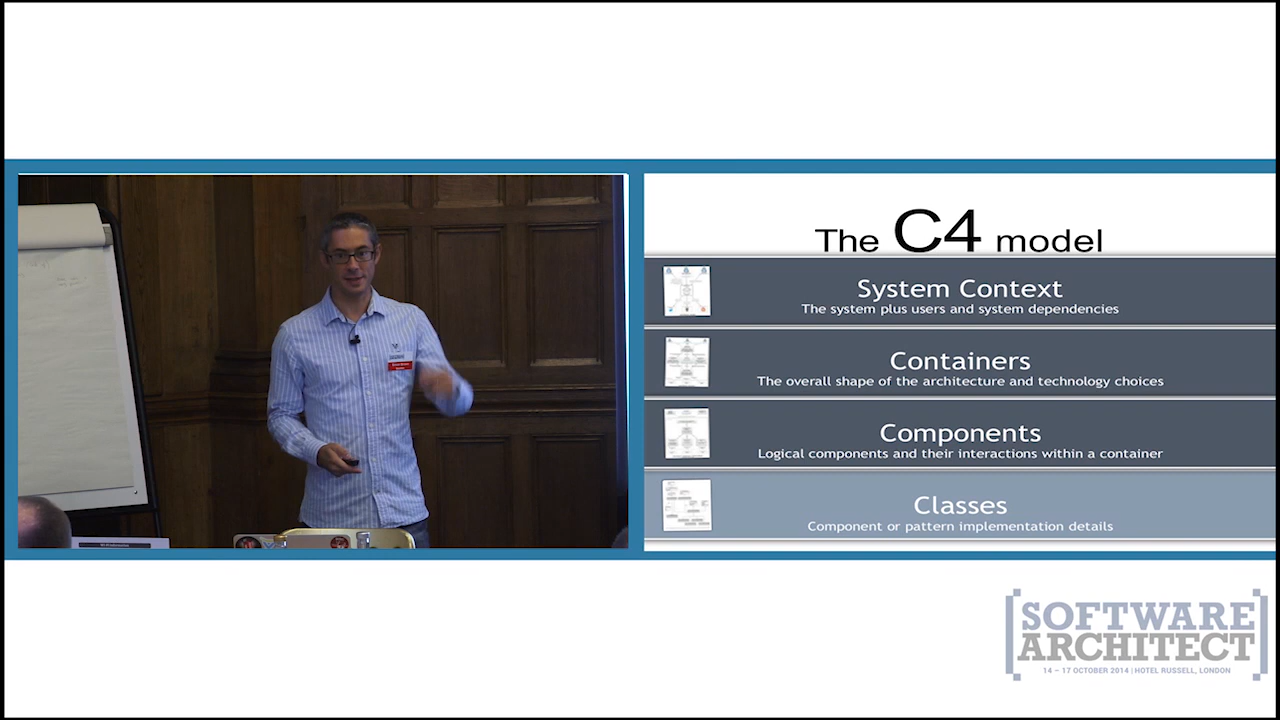 The C4 model
System Context
The system plus users and system dependencies
Containers
The overall shape of the architecture and technology choices
Components
Logical components and their interactions within a container
Classes
Component or pattern implementation details
[SOFTWARE
ARCHITECT]
14 – 17 OCTOBER 2014 | HOTEL RUSSELL, LONDON